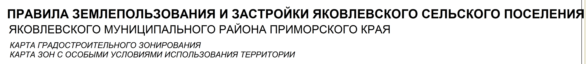 ПРАВИЛА ЗЕМЛЕПОЛЬЗОВАНИЯ И ЗАСТРОЙКИ ЯКОВЛЕВСКОГО СЕЛЬСКОГО ПОСЕЛЕНИЯ
ЯКОВЛЕВСКОГО МУНИЦИПАЛЬНОГО РАЙОНА ПРИМОРСКОГО КРАЯ
КАРТА ГРАДОСТРОИТЕЛЬНОГО ЗОНИРОВАНИЯ
КАРТА ЗОН С ОСОБЫМИ УСЛОВИЯМИ ИСПОЛЬЗОВАНИЯ ТЕРРИТОРИИ